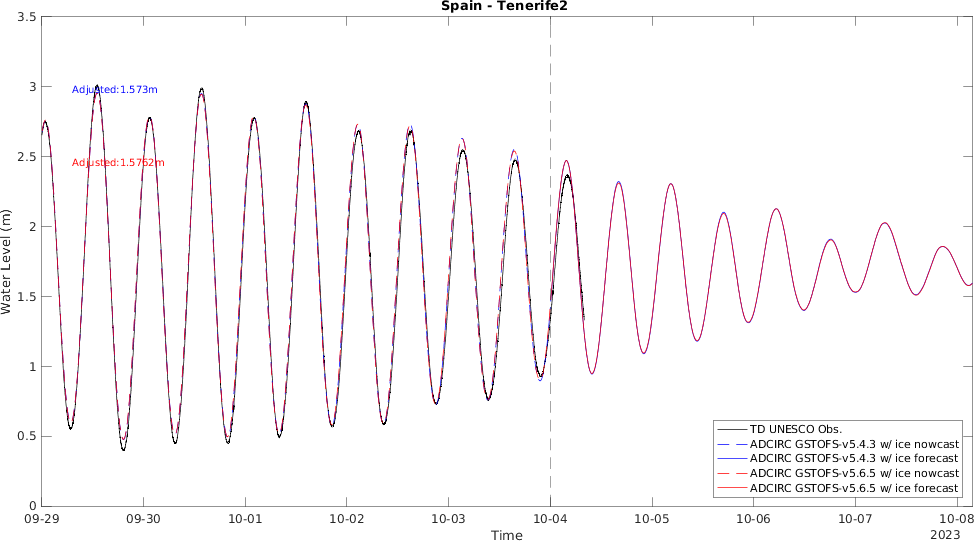 Spain - Tenerife2
3.5
3
2.5
2
1.5
1
0.5
0
Water Level (m)
Adjusted:1.573m
Adjusted:1.5762m
TD UNESCO Obs.
ADCIRC GSTOFS-v5.4.3 w/ ice nowcast
ADCIRC GSTOFS-v5.4.3 w/ ice forecast
ADCIRC GSTOFS-v5.6.5 w/ ice nowcast
ADCIRC GSTOFS-v5.6.5 w/ ice forecast
09-29 09-30 10-01 10-02 10-03 10-04 10-05 10-06 10-07 10-08
Time
2023